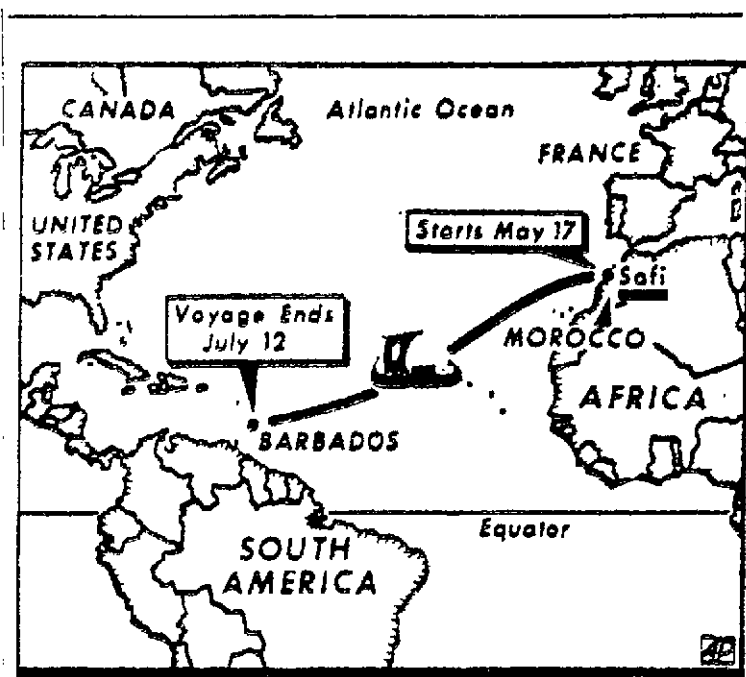 CANADA
Atlantic Ocean
FRANCE
UNITED
STATES
Starts May 17
Safi
Voyage Ends
July 12
MOROCCO
AFRICA
BARBADOS
Equator
SOUTH
AMERICA
AP